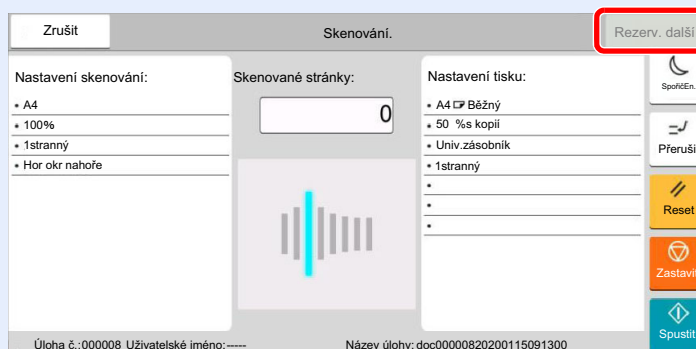 Zrušit
Skenování.
Rezerv. další
Nastavení skenování:
• A4
• 100%
• 1stranný
• Hor okr nahoře
Skenované stránky:
0
Nastavení tisku:
• A4 Běžný
• 50 %s kopií
• Univ.zásobník
• 1stranný
•
•
•
SpořičEn.
Přeruši
Reset
Zastavit
Spustit
Úloha č.:000008 Uživatelské jméno:-----
Název úlohy: doc00000820200115091300